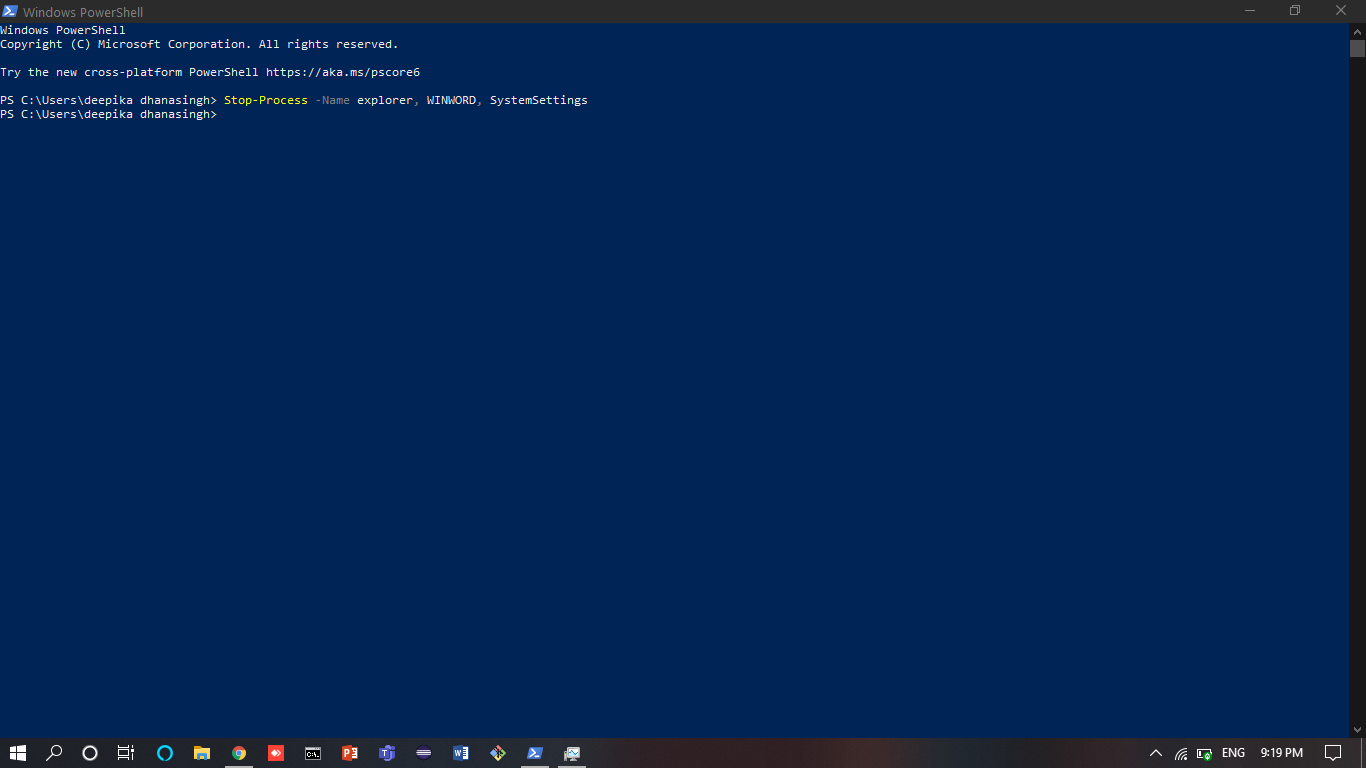 Windows PowerShell
Windows PowerShell
Copyright (C) Microsoft Corporation. All rights reserved.
Try the new cross-platform PowerShell https://aka.ms/pscore6
PS C:\Users\deepika dhanasingh> Stop-Process -Name explorer, WINWORD, SystemSettings
PS C:\Users\deepika dhanasingh>
ENG 9:19 PM